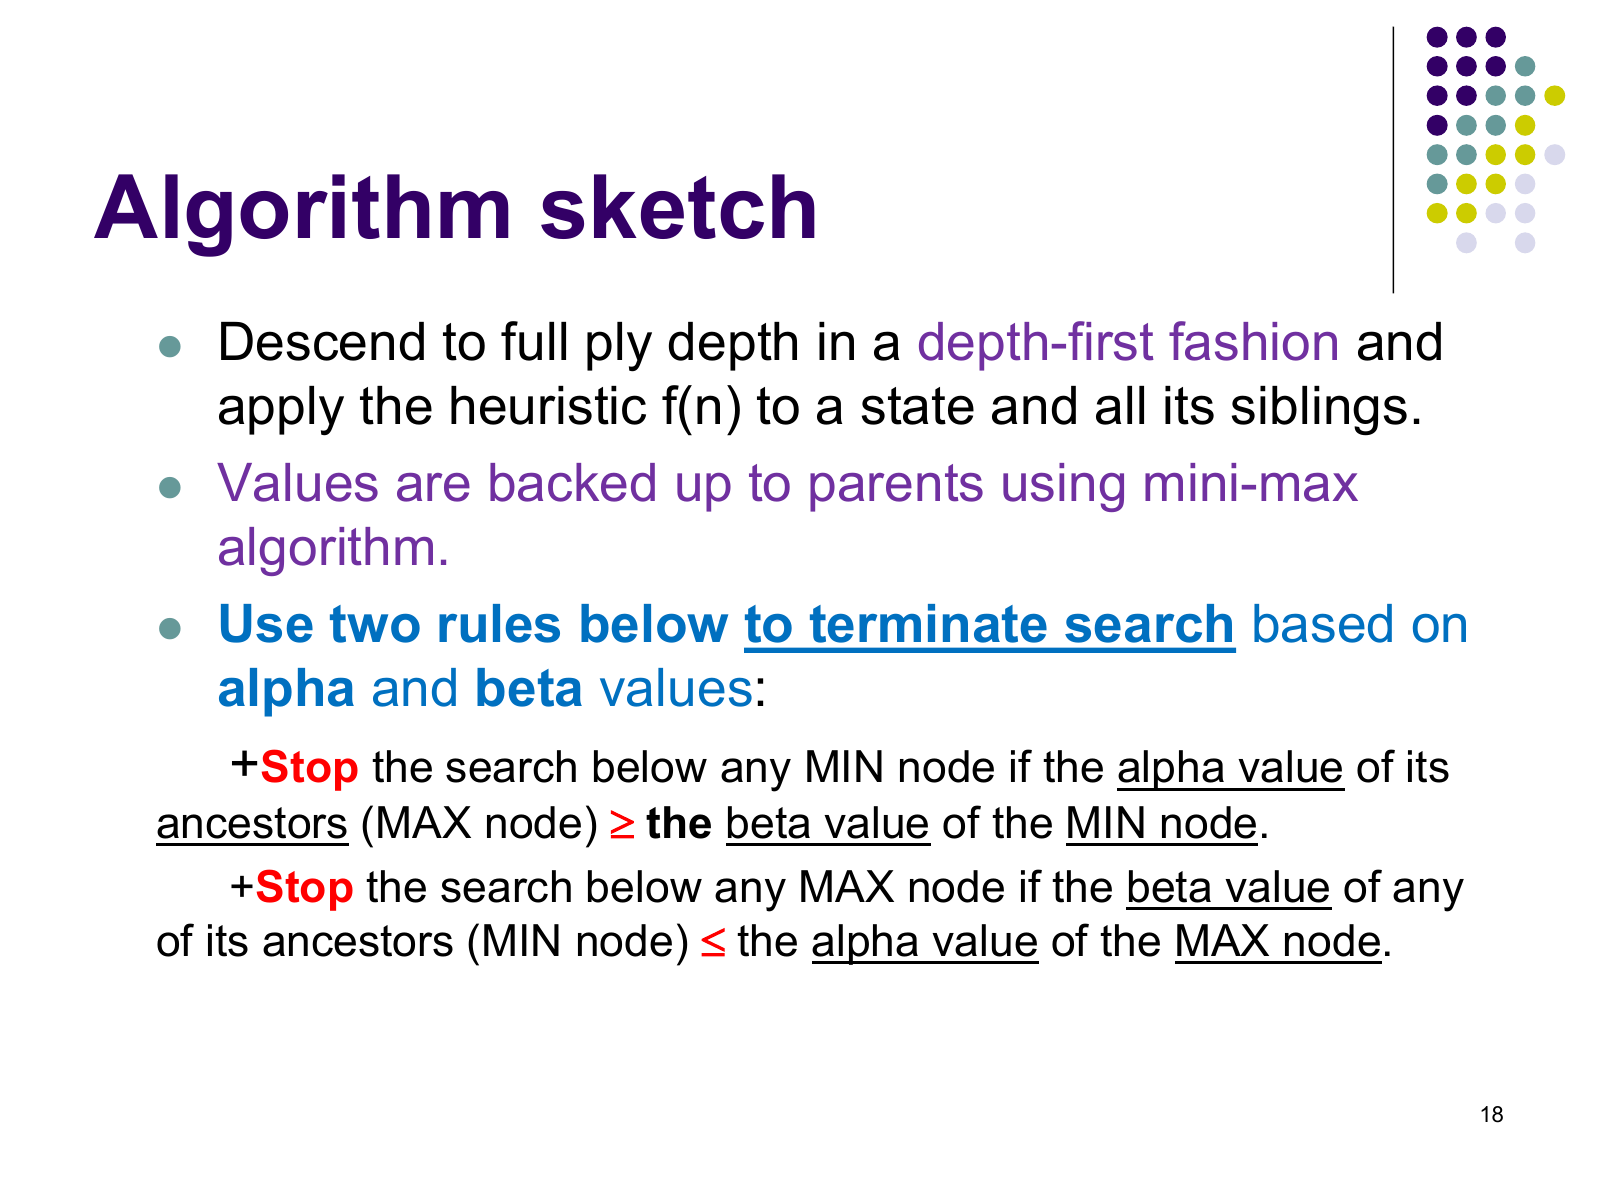 Algorithm sketch
Descend to full ply depth in a depth-first fashion and
apply the heuristic f(n) to a state and all its siblings.
Values are backed up to parents using mini-max
algorithm.
Use two rules below to terminate search based on
alpha and beta values:
+Stop the search below any MIN node if the alpha value of its
ancestors (MAX node) ≥ the beta value of the MIN node.
+Stop the search below any MAX node if the beta value of any
of its ancestors (MIN node) ≤ the alpha value of the MAX node.
18